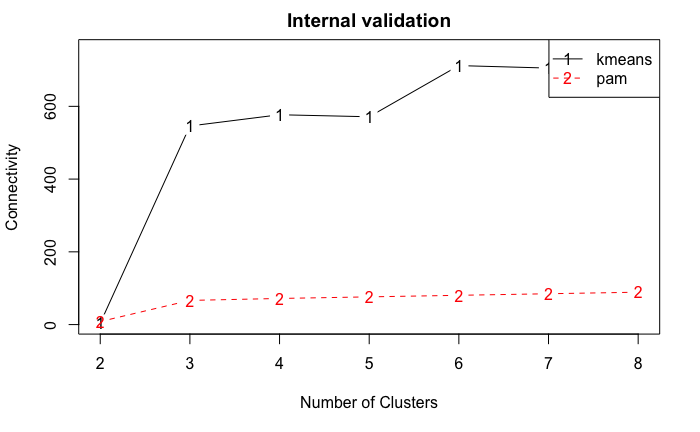 Internal validation
1 kmeans
2 pam
Connectivity
600
400
200
0
1 1 1 1 1 1
2 2 2 2 2 2 2
2 3 4 5 6 7 8
Number of Clusters